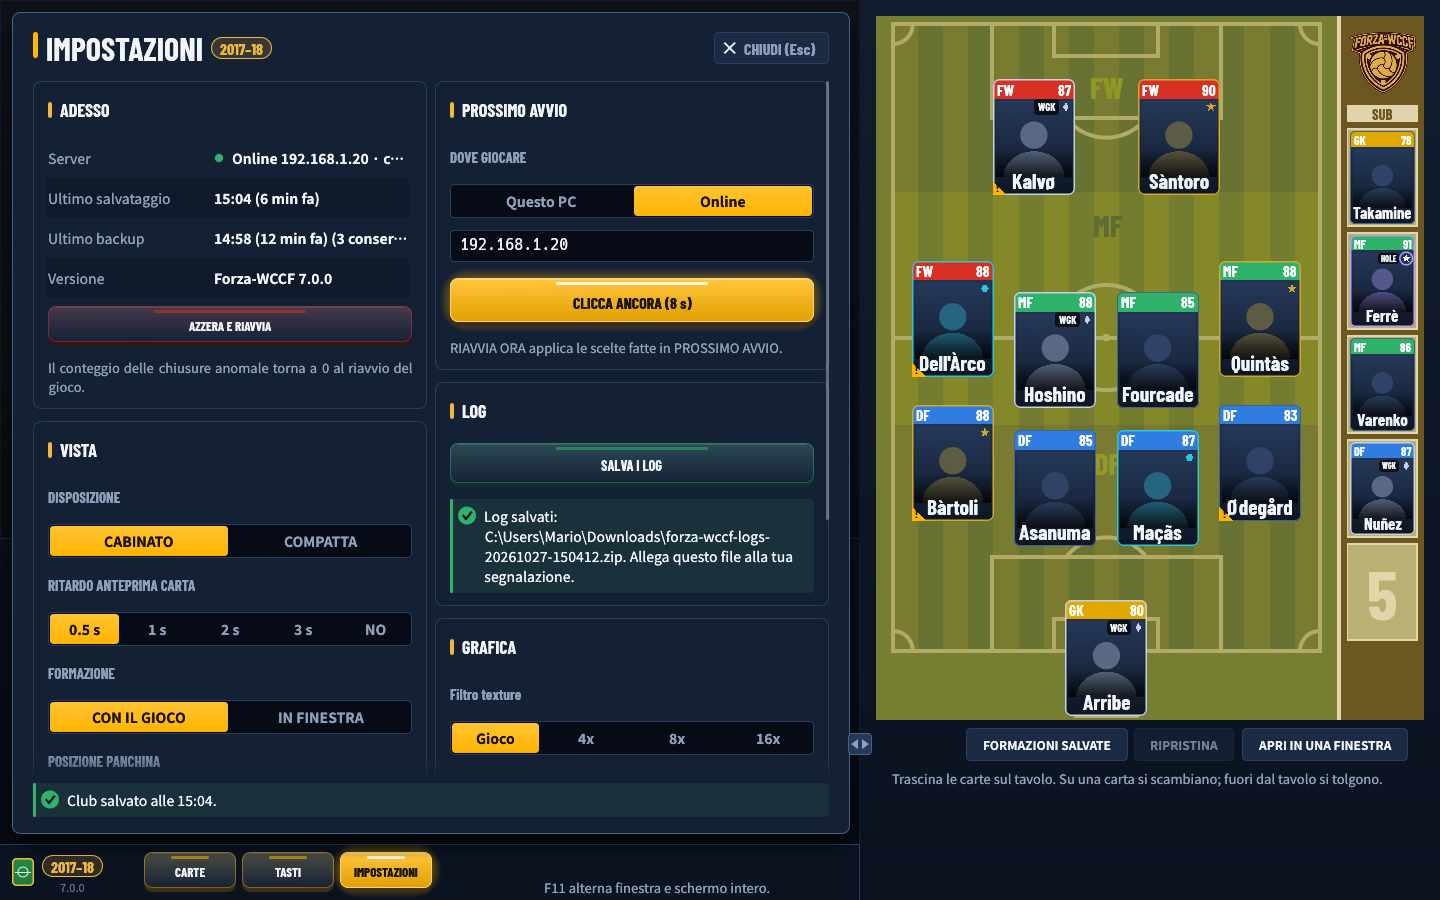 IMPOSTAZIONI 2017-18
CHIUDI (Esc)
ADESSO
Server Online 192.168.1.20 · c···
Ultimo salvataggio 15:04 (6 min fa)
Ultimo backup 14:58 (12 min fa) (3 conser···
Versione Forza-WCCF 7.0.0
AZZERA E RIAVVIA
Il conteggio delle chiusure anomale torna a 0 al riavvio del
gioco.
VISTA
DISPOSIZIONE
CABINATO COMPATTA
RITARDO ANTEPRIMA CARTA
0.5 s 1 s 2 s 3 s NO
FORMAZIONE
CON IL GIOCO IN FINESTRA
POSIZIONE PANCHINA
PROSSIMO AVVIO
DOVE GIOCARE
Questo PC Online
192.168.1.20
CLICCA ANCORA (8 s)
RIAVVIA ORA applica le scelte fatte in PROSSIMO AVVIO.
LOG
SALVA I LOG
Log salvati:
C:\Users\Mario\Downloads\forza-wccf-logs-
20261027-150412.zip. Allega questo file alla tua
segnalazione.
GRAFICA
Filtro texture
Gioco 4x 8x 16x
Club salvato alle 15:04.
2017-18
7.0.0
CARTE TASTI IMPOSTAZIONI
F11 alterna finestra e schermo intero.
FW
MF
DF
FW 87
WGK
Kalvø
FW 90
Sàntoro
FW 88
Dell'Àrco
MF 88
WGK
Hoshino
MF 85
Fourcade
MF 88
Quintàs
DF 88
Bàrtoli
DF 85
Asanuma
DF 87
Maçãs
DF 83
Ødegård
GK 80
WGK
Arribe
FORZA-WCCF
SUB
GK 78
Takamine
MF 91
HOLE
Ferrè
MF 86
Varenko
DF 87
WGK
Nuñez
5
FORMAZIONI SALVATE RIPRISTINA APRI IN UNA FINESTRA
Trascina le carte sul tavolo. Su una carta si scambiano; fuori dal tavolo si tolgono.